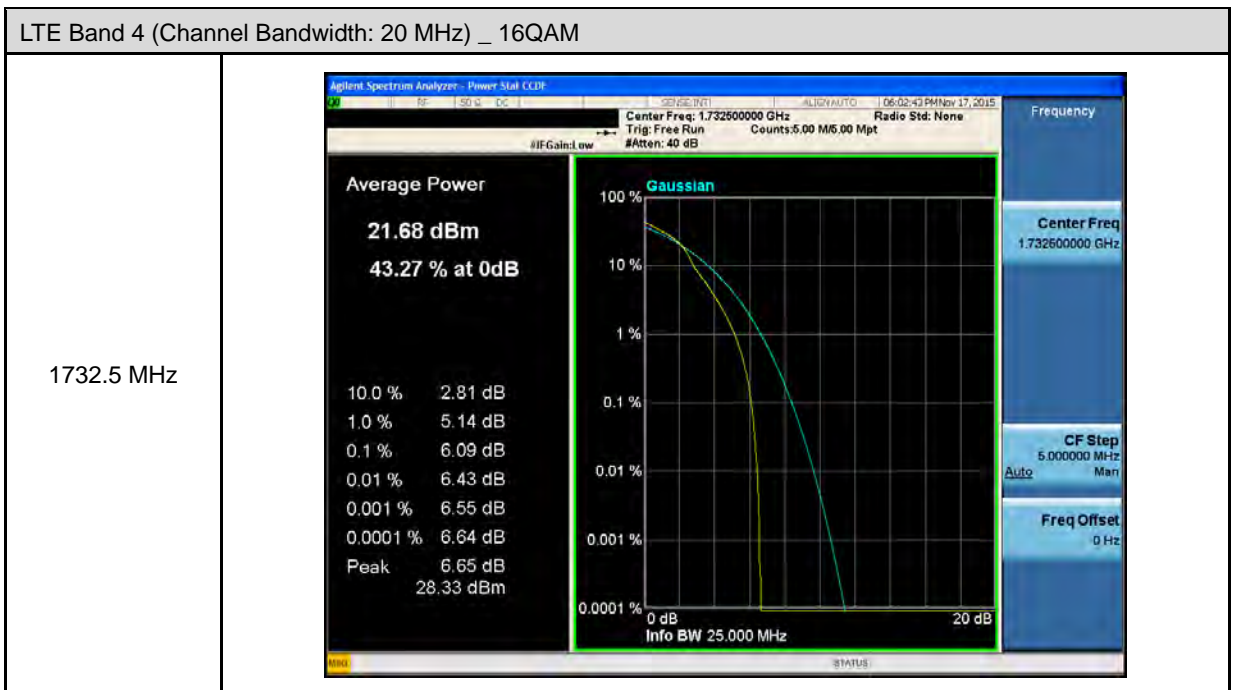 LTE Band 4 (Channel Bandwidth: 20 MHz) _ 16QAM
1732.5 MHz
Agilent Spectrum Analyzer - Power Stat CCDF
RF 50 Ω DC SENSE:INT ALIGN AUTO 06:02:43 PM Nov 17, 2015
Center Freq: 1.732500000 GHz Radio Std: None
Trig: Free Run Counts:5.00 M/5.00 Mpt
#IFGain:Low #Atten: 40 dB
Frequency
Average Power
21.68 dBm
43.27 % at 0dB
10.0 % 2.81 dB
1.0 % 5.14 dB
0.1 % 6.09 dB
0.01 % 6.43 dB
0.001 % 6.55 dB
0.0001 % 6.64 dB
Peak 6.65 dB
28.33 dBm
Gaussian
100 %
10 %
1 %
0.1 %
0.01 %
0.001 %
0.0001 %
0 dB 20 dB
Info BW 25.000 MHz
Center Freq
1.732500000 GHz
CF Step
5.000000 MHz
Auto Man
Freq Offset
0 Hz
MSG STATUS